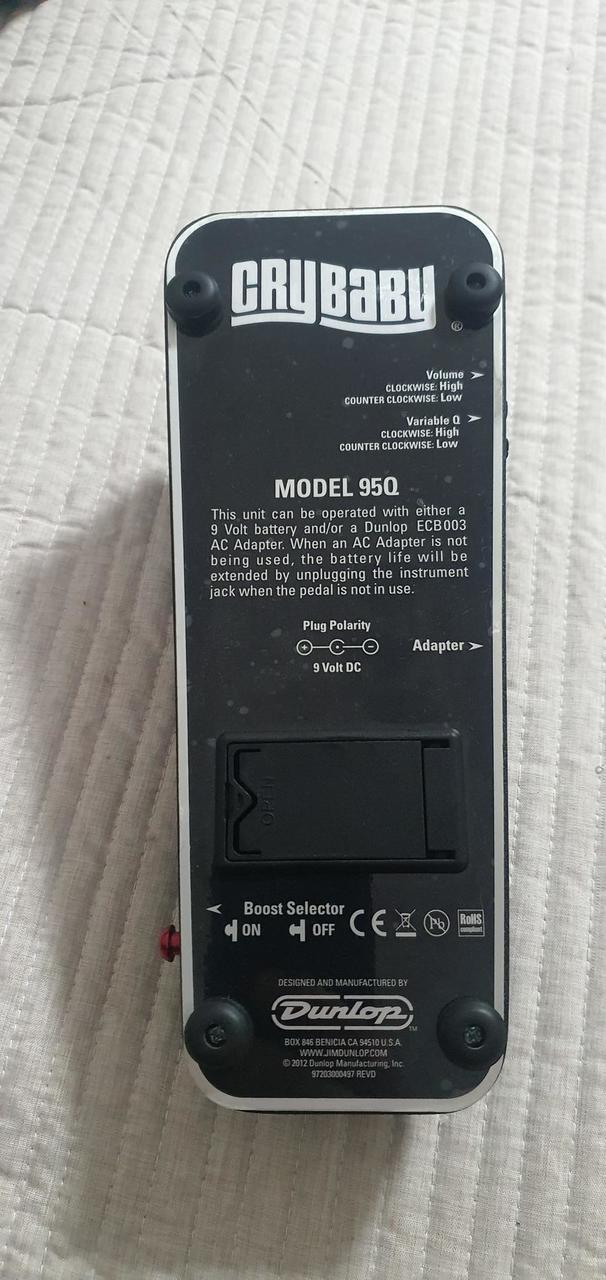 CRYBABY
®
Volume ➤
CLOCKWISE: High
COUNTER CLOCKWISE: Low
Variable Q ➤
CLOCKWISE: High
COUNTER CLOCKWISE: Low
MODEL 95Q
This unit can be operated with either a
9 Volt battery and/or a Dunlop ECB003
AC Adapter. When an AC Adapter is not
being used, the battery life will be
extended by unplugging the instrument
jack when the pedal is not in use.
Plug Polarity
+ −
Adapter ➤
9 Volt DC
OPEN
Boost Selector
ON OFF CE Pb RoHS
compliant
DESIGNED AND MANUFACTURED BY
Dunlop™
BOX 846 BENICIA CA 94510 U.S.A.
WWW.JIMDUNLOP.COM
© 2012 Dunlop Manufacturing, Inc.
97203000497 REVD